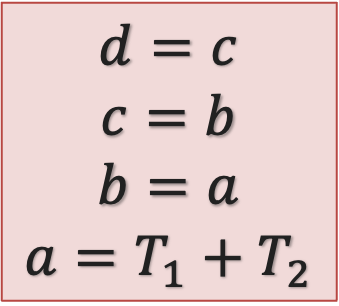 d = c
c = b
b = a
a = T₁ + T₂